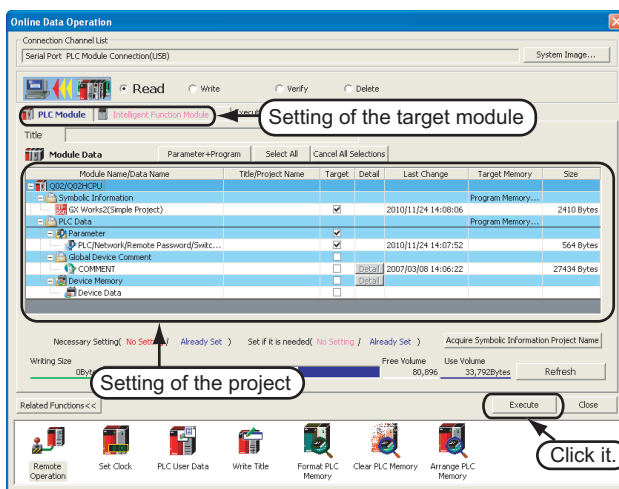 Online Data Operation
Connection Channel List
Serial Port PLC Module Connection(USB)
System Image...
Read Write Verify Delete
PLC Module Intelligent Function Module
Setting of the target module
Title
Module Data Parameter+Program Select All Cancel All Selections
Module Name/Data Name Title/Project Name Target Detail Last Change Target Memory Size
Q02/Q02HCPU
Symbolic Information Program Memory...
GX Works2(Simple Project) 2010/11/24 14:08:06 2410 Bytes
PLC Data Program Memory...
Parameter
PLC/Network/Remote Password/Switc... 2010/11/24 14:07:52 564 Bytes
Global Device Comment
COMMENT Detail 2007/03/08 14:06:22 27434 Bytes
Device Memory Detail
Device Data
Necessary Setting( No Setting / Already Set ) Set if it is needed( No Setting / Already Set ) Acquire Symbolic Information Project Name
Writing Size Free Volume Use Volume
80,896 33,792Bytes Refresh
Setting of the project
Related Functions<< Execute Close
Click it.
Remote Operation
Set Clock
PLC User Data
Write Title
Format PLC Memory
Clear PLC Memory
Arrange PLC Memory